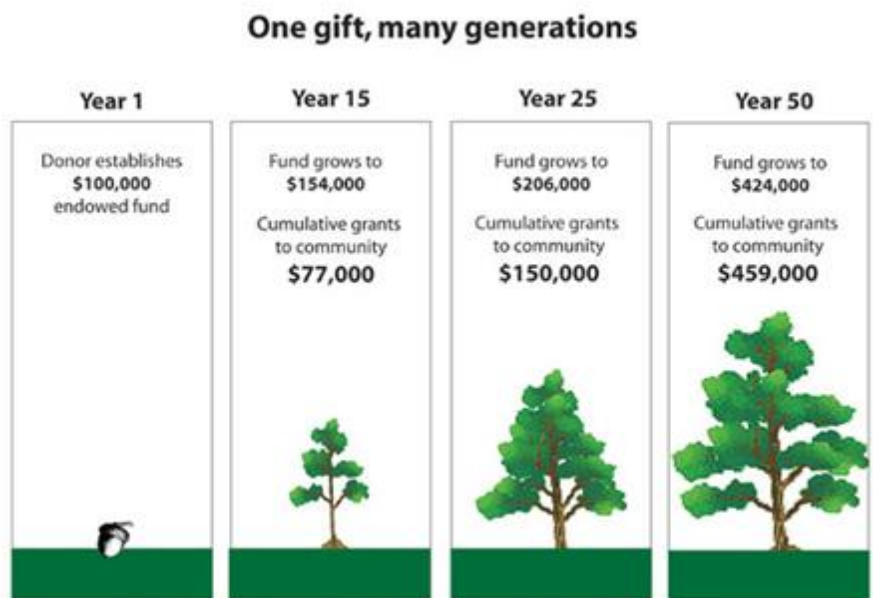 One gift, many generations
Year 1
Donor establishes
$100,000
endowed fund
Year 15
Fund grows to
$154,000
Cumulative grants
to community
$77,000
Year 25
Fund grows to
$206,000
Cumulative grants
to community
$150,000
Year 50
Fund grows to
$424,000
Cumulative grants
to community
$459,000